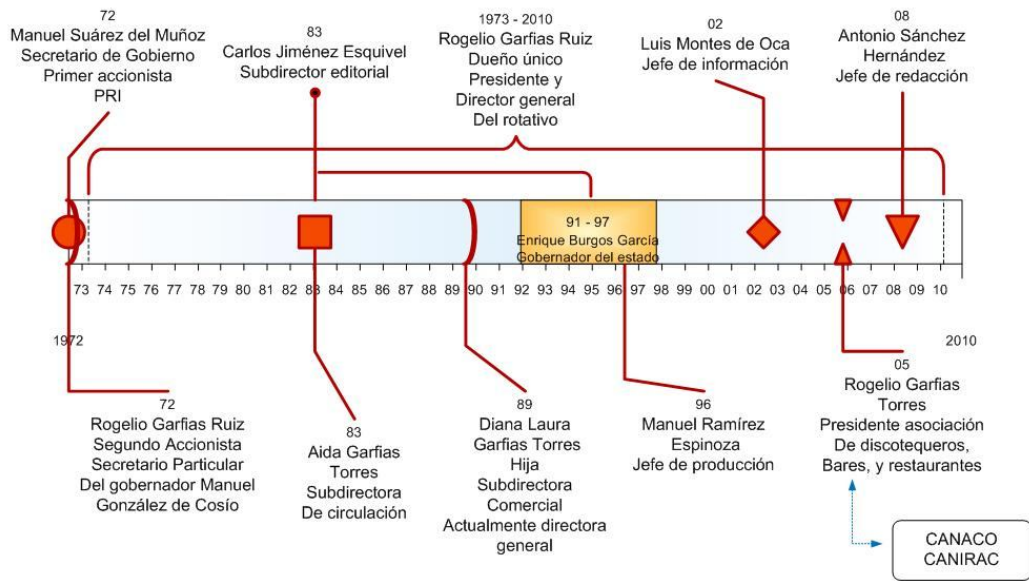 72
Manuel Suárez del Muñoz
Secretario de Gobierno
Primer accionista
PRI
83
Carlos Jiménez Esquivel
Subdirector editorial
1973 - 2010
Rogelio Garfias Ruiz
Dueño único
Presidente y
Director general
Del rotativo
02
Luis Montes de Oca
Jefe de información
08
Antonio Sánchez
Hernández
Jefe de redacción
91 - 97
Enrique Burgos García
Gobernador del estado
73 74 75 76 77 78 79 80 81 82 83 84 85 86 87 88 89 90 91 92 93 94 95 96 97 98 99 00 01 02 03 04 05 06 07 08 09 10
1972
2010
72
Rogelio Garfias Ruiz
Segundo Accionista
Secretario Particular
Del gobernador Manuel
González de Cosío
83
Aida Garfias
Torres
Subdirectora
De circulación
89
Diana Laura
Garfias Torres
Hija
Subdirectora
Comercial
Actualmente directora
general
96
Manuel Ramírez
Espinoza
Jefe de producción
05
Rogelio Garfias
Torres
Presidente asociación
De discotequeros,
Bares, y restaurantes
CANACO
CANIRAC